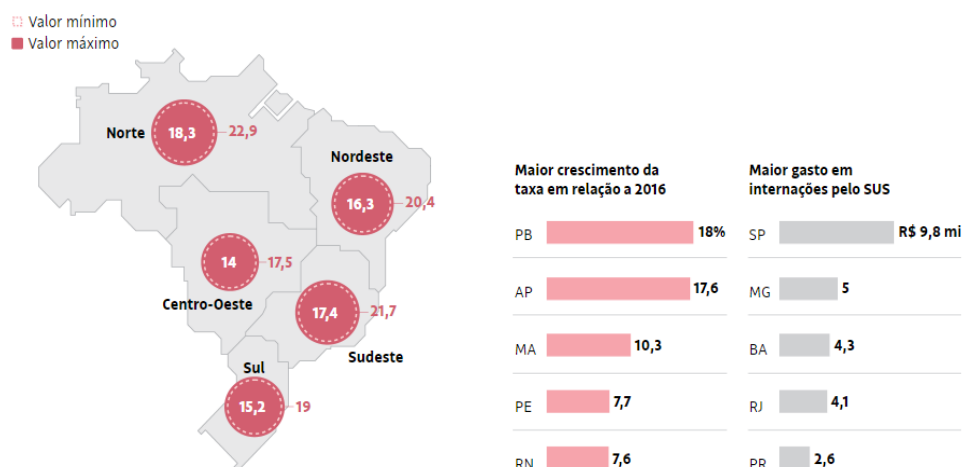 Valor mínimo
Valor máximo
Norte
18,3
22,9
Nordeste
16,3
20,4
14
17,5
Centro-Oeste
17,4
21,7
Sudeste
Sul
15,2
19
Maior crescimento da
taxa em relação a 2016
PB 18%
AP 17,6
MA 10,3
PE 7,7
RN 7,6
Maior gasto em
internações pelo SUS
SP R$ 9,8 mi
MG 5
BA 4,3
RJ 4,1
PR 2,6